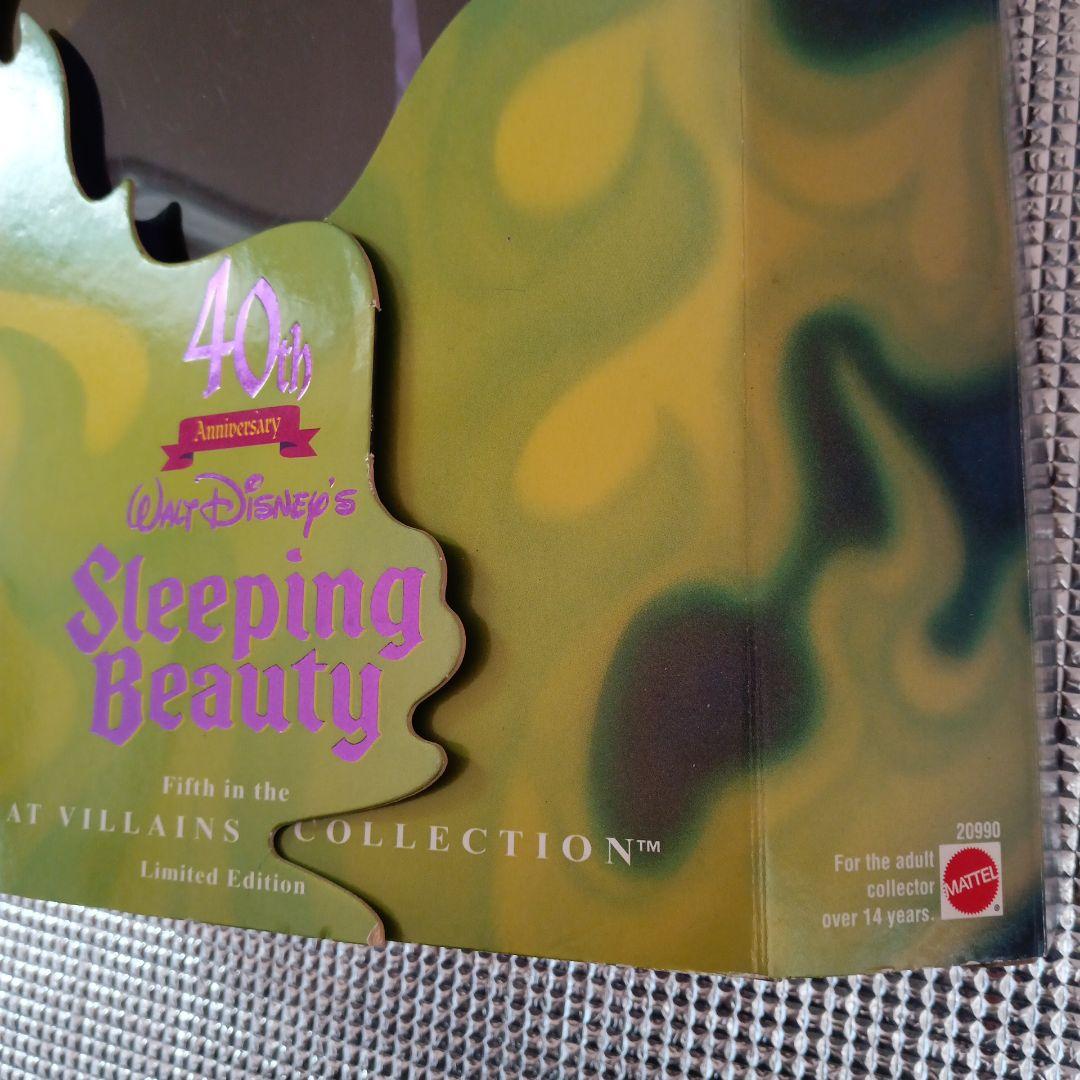 40th
Anniversary
WALT DISNEY'S
Sleeping
Beauty
Fifth in the
AT VILLAINS COLLECTION™
Limited Edition
20990
For the adult
collector
over 14 years.
MATTEL
®